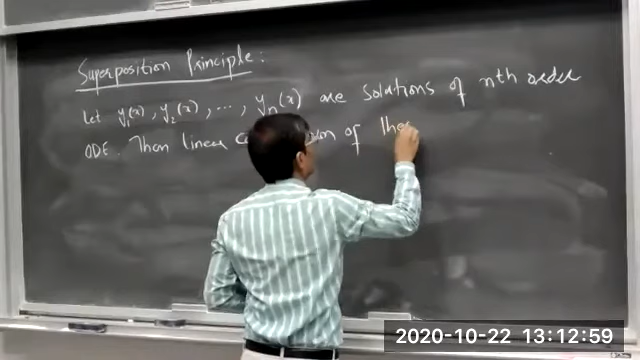 Superposition Principle:
Let y₁(x), y₂(x), ..., yₙ(x) are solutions of nth order
ODE. Then linear of the
2020-10-22 13:12:59